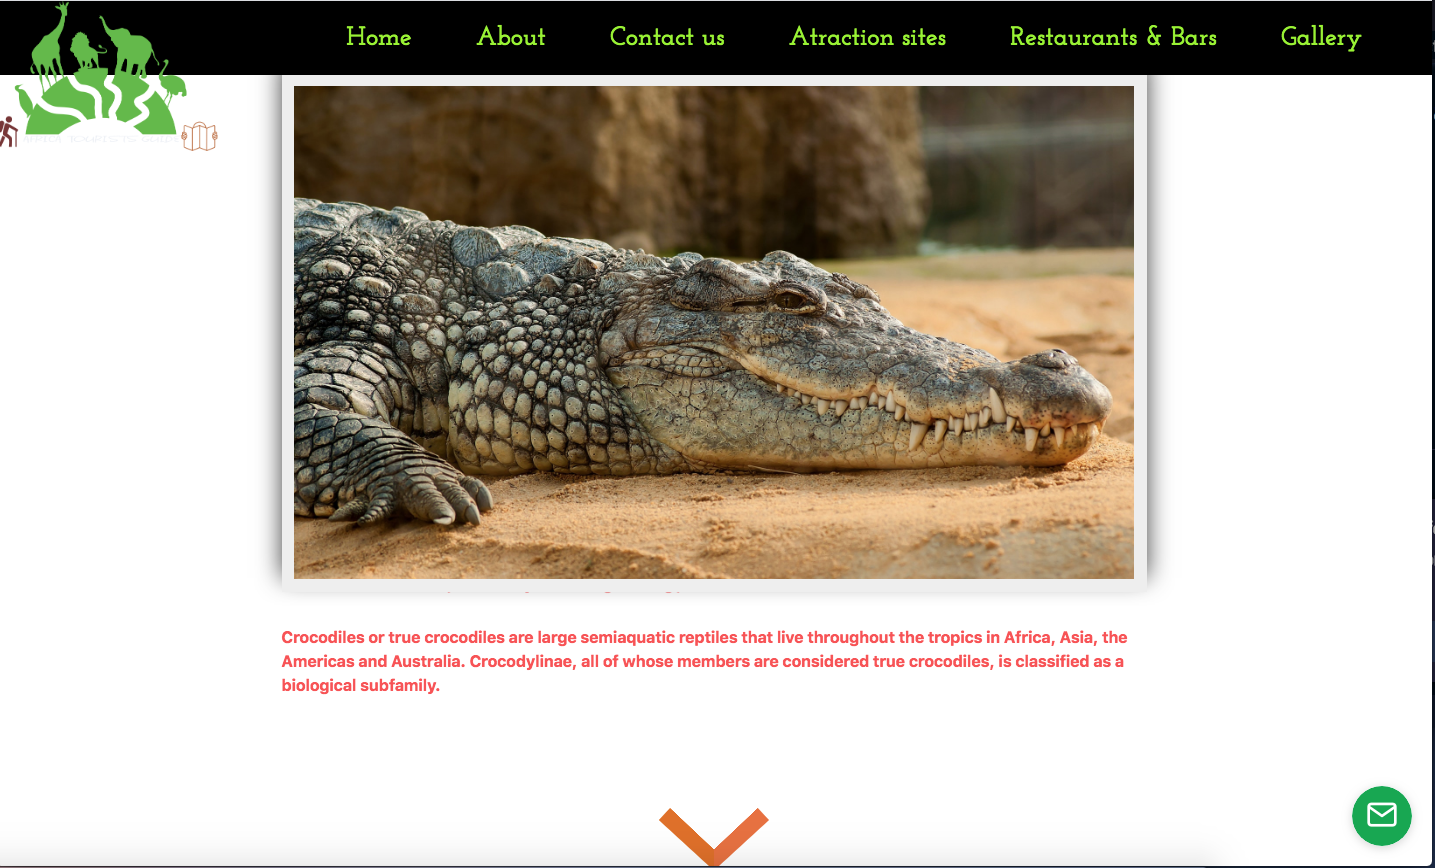 Home About Contact us Atraction sites Restaurants & Bars Gallery
Crocodiles or true crocodiles are large semiaquatic reptiles that live throughout the tropics in Africa, Asia, the
Americas and Australia. Crocodylinae, all of whose members are considered true crocodiles, is classified as a
biological subfamily.